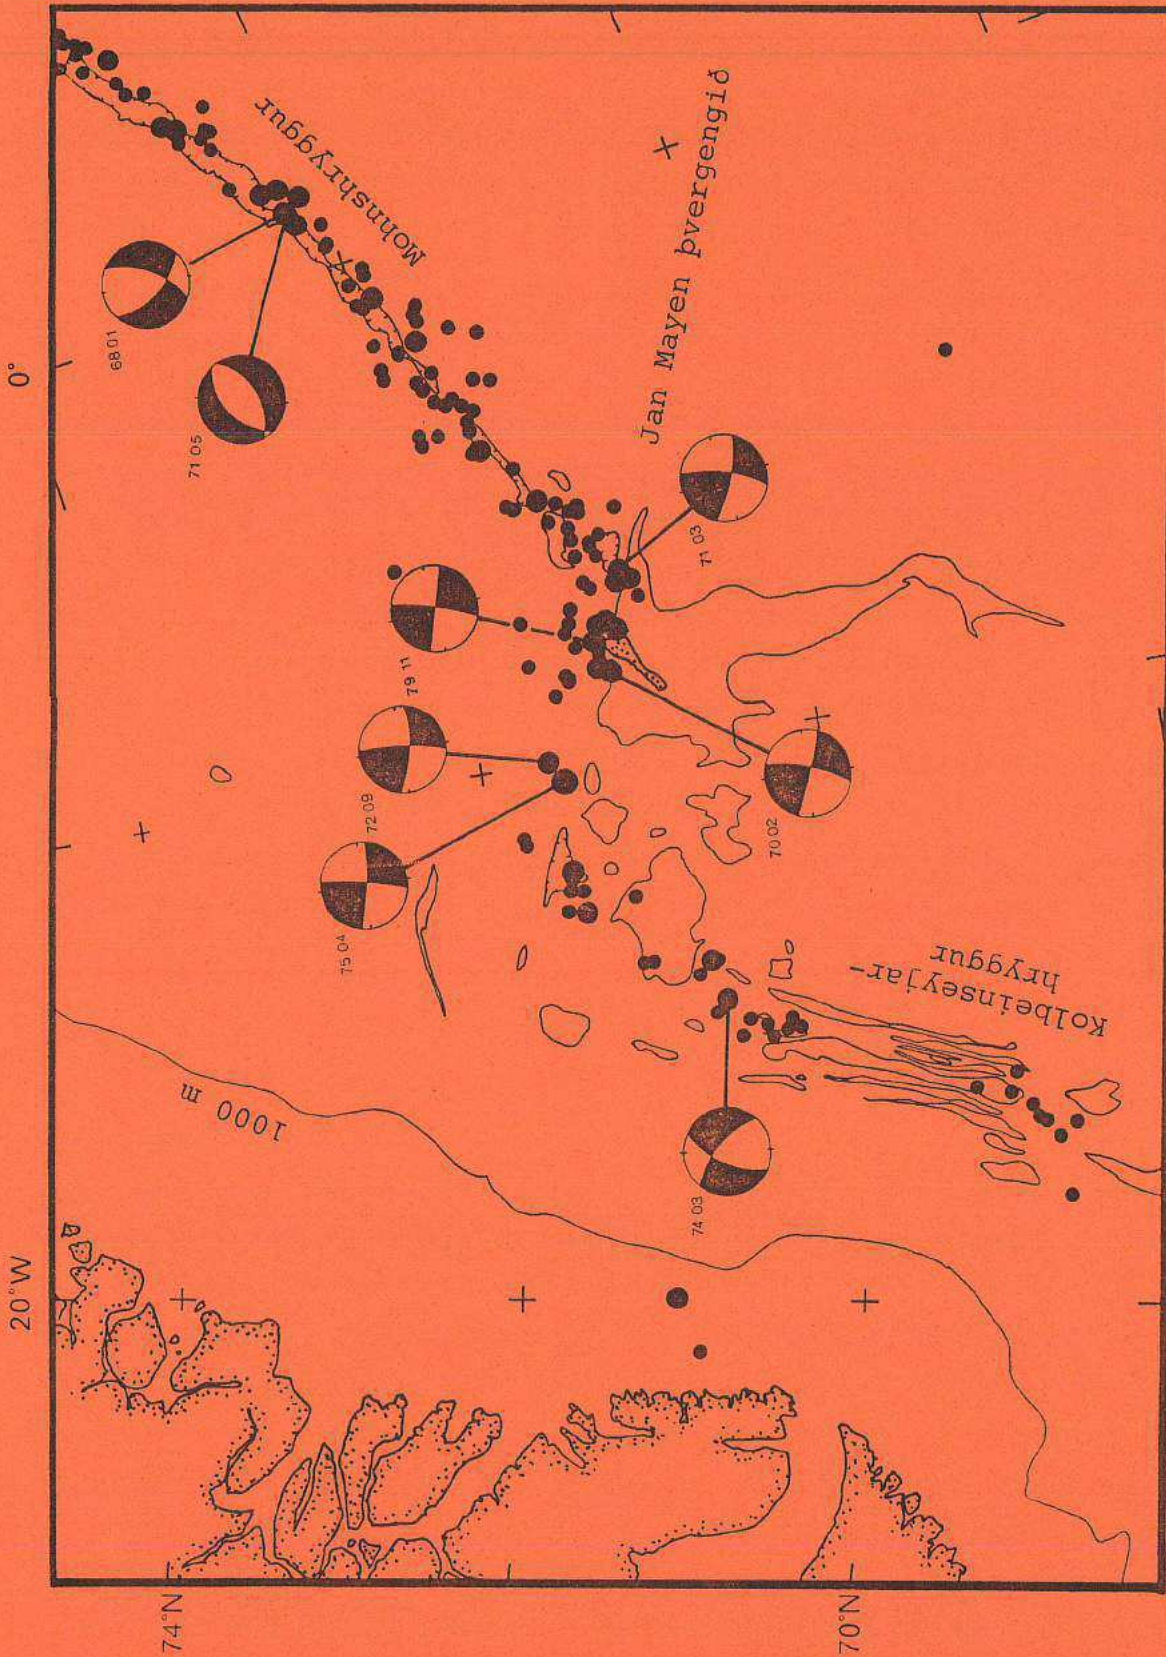 20°W
0°
74°N
70°N
68 01
71 05
Mohnshryggur
Jan Mayen þvergengið
71 03
79 11
72 09
75 04
70 02
74 03
1000 m
Kolbeinseyjar-
hryggur